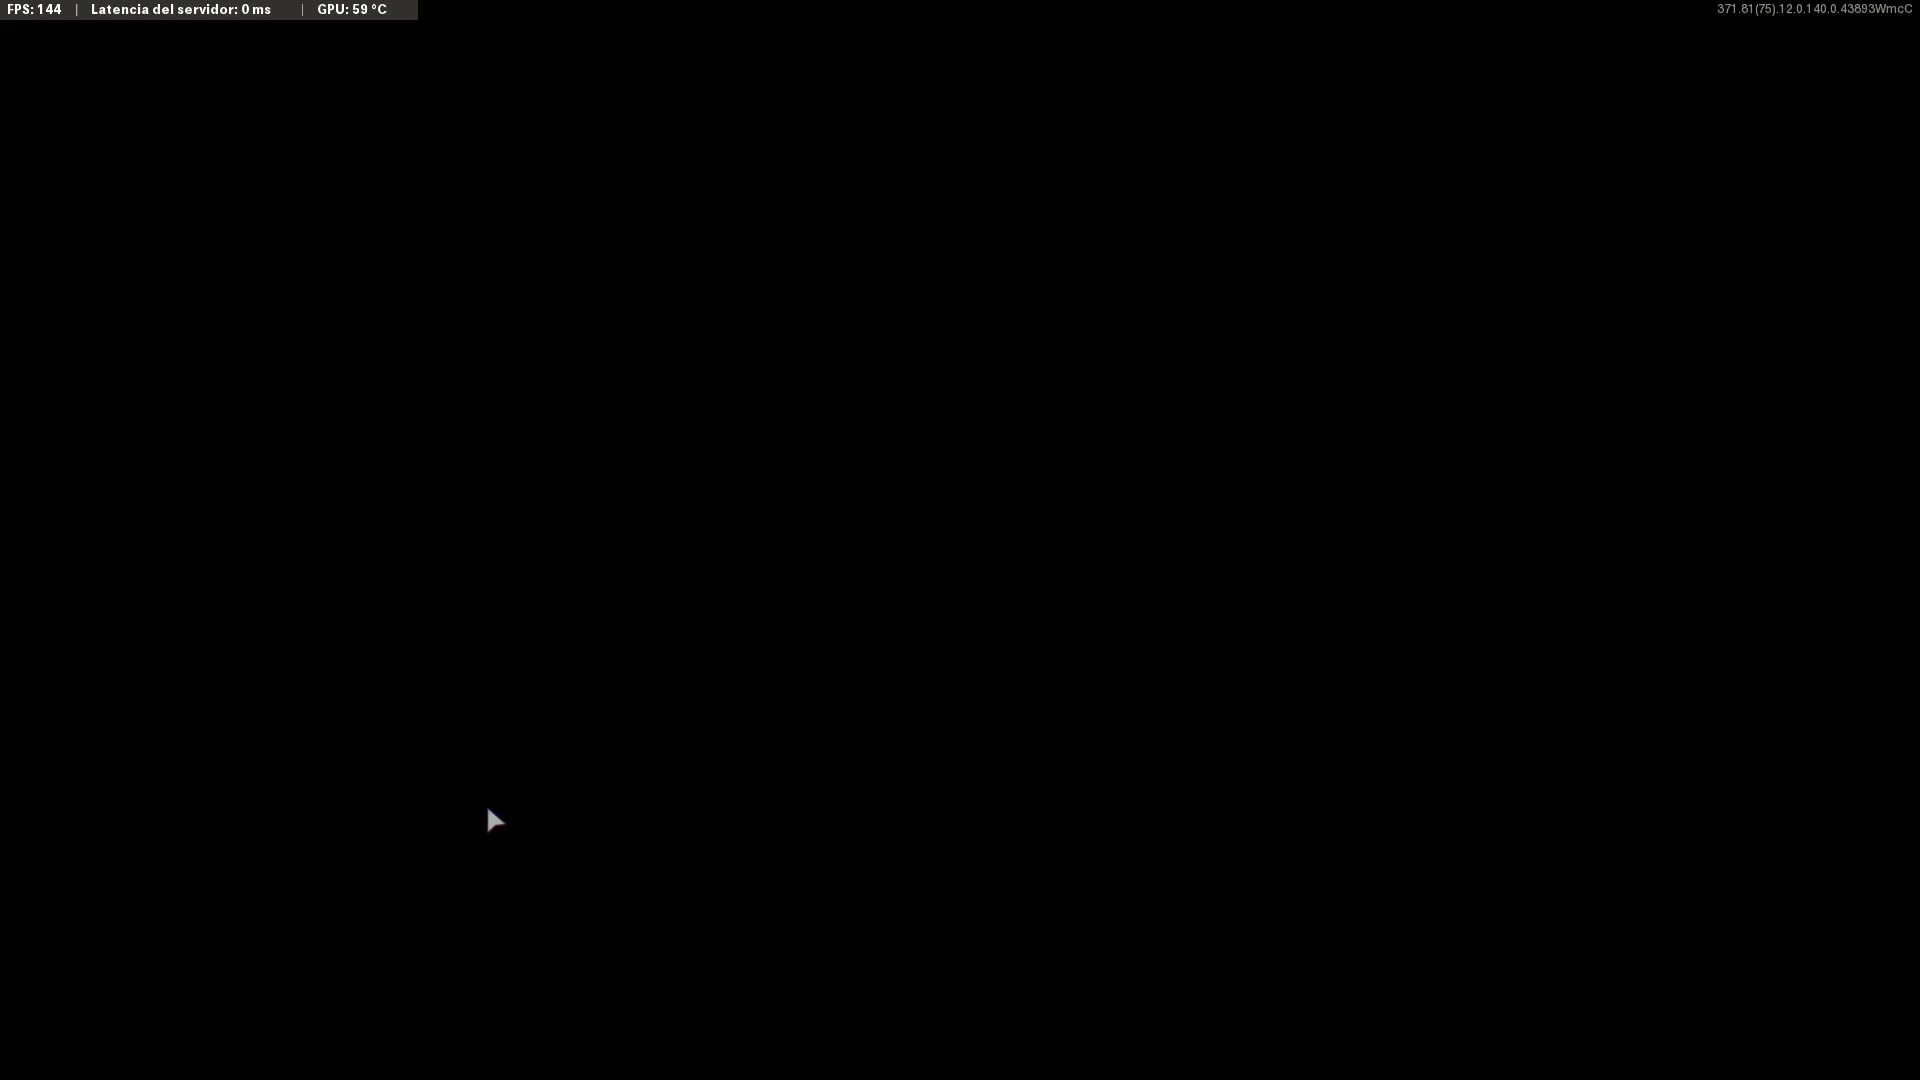 FPS: 144 | Latencia del servidor: 0 ms | GPU: 59 °C
371.81(75).12.0.140.0.43893WmcC